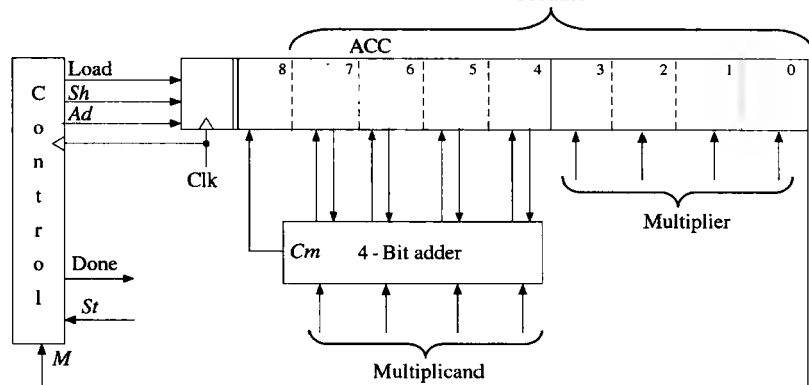 ACC
8 7 6 5 4 3 2 1 0
Load
Sh
Ad
Control
Clk
Multiplier
Cm 4-Bit adder
Done
St
M
Multiplicand